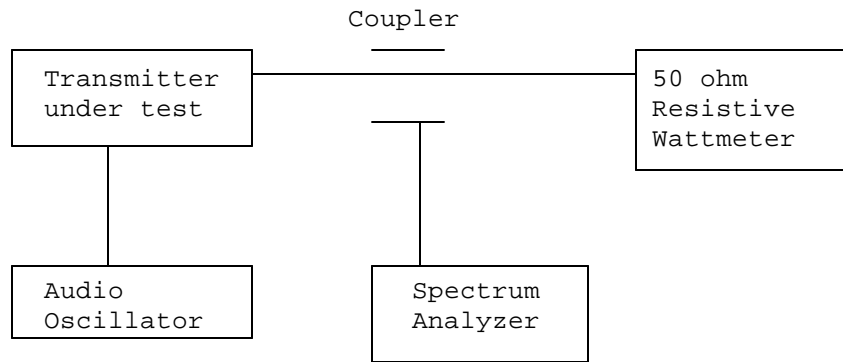 Coupler
Transmitter
under test
50 ohm
Resistive
Wattmeter
Audio
Oscillator
Spectrum
Analyzer